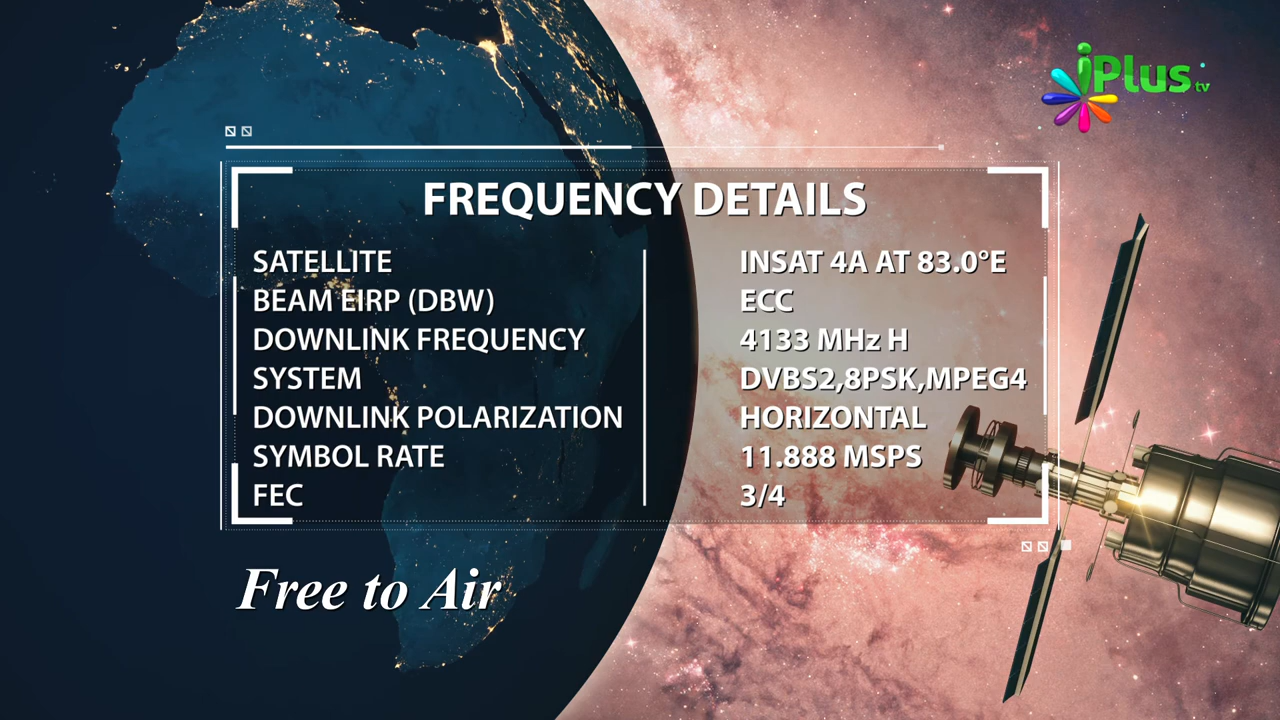 iPlus tv
FREQUENCY DETAILS
SATELLITE INSAT 4A AT 83.0°E
BEAM EIRP (DBW) ECC
DOWNLINK FREQUENCY 4133 MHz H
SYSTEM DVBS2,8PSK,MPEG4
DOWNLINK POLARIZATION HORIZONTAL
SYMBOL RATE 11.888 MSPS
FEC 3/4
Free to Air